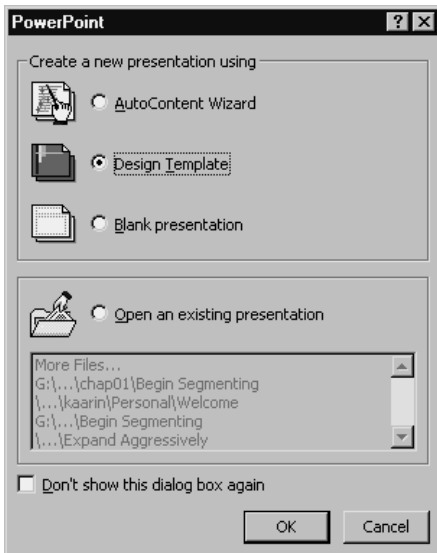 PowerPoint
Create a new presentation using
AutoContent Wizard
Design Template
Blank presentation
Open an existing presentation
More Files...
G:\...\chap01\Begin Segmenting
\...\kaarin\Personal\Welcome
G:\...\Begin Segmenting
\...\Expand Aggressively
Don't show this dialog box again
OK Cancel